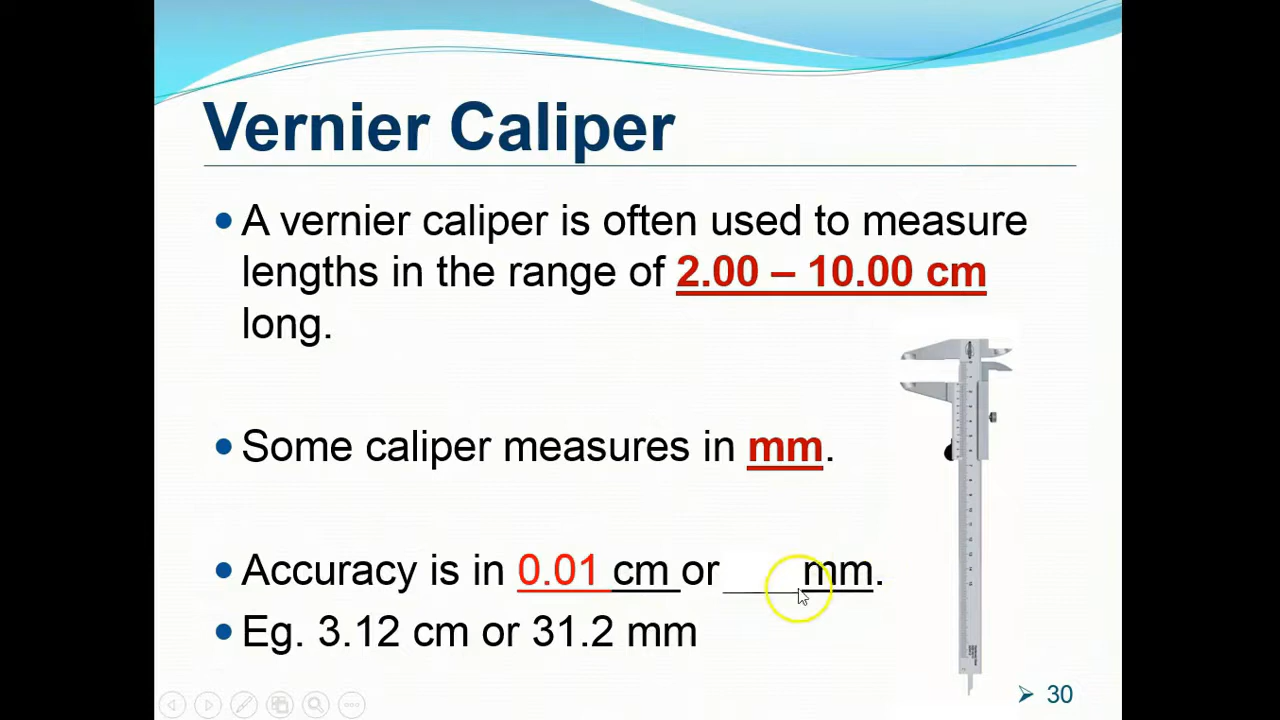 Vernier Caliper
• A vernier caliper is often used to measure
lengths in the range of 2.00 – 10.00 cm
long.
• Some caliper measures in mm.
• Accuracy is in 0.01 cm or ____ mm.
• Eg. 3.12 cm or 31.2 mm
30